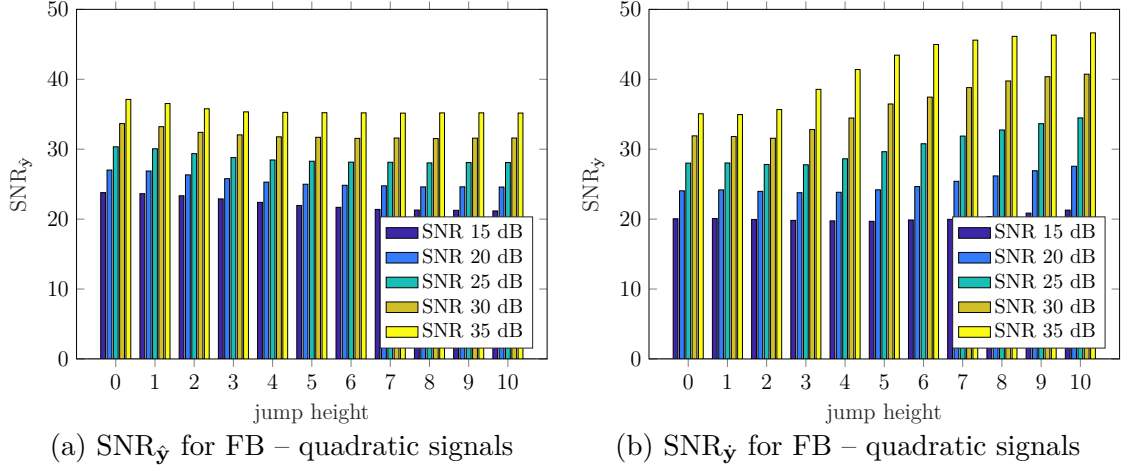 50
40
30
20
10
0
SNR_ŷ
0 1 2 3 4 5 6 7 8 9 10
jump height
SNR 15 dB
SNR 20 dB
SNR 25 dB
SNR 30 dB
SNR 35 dB
(a) SNR_ŷ for FB – quadratic signals
50
40
30
20
10
0
SNR_ẏ
0 1 2 3 4 5 6 7 8 9 10
jump height
SNR 15 dB
SNR 20 dB
SNR 25 dB
SNR 30 dB
SNR 35 dB
(b) SNR_ẏ for FB – quadratic signals